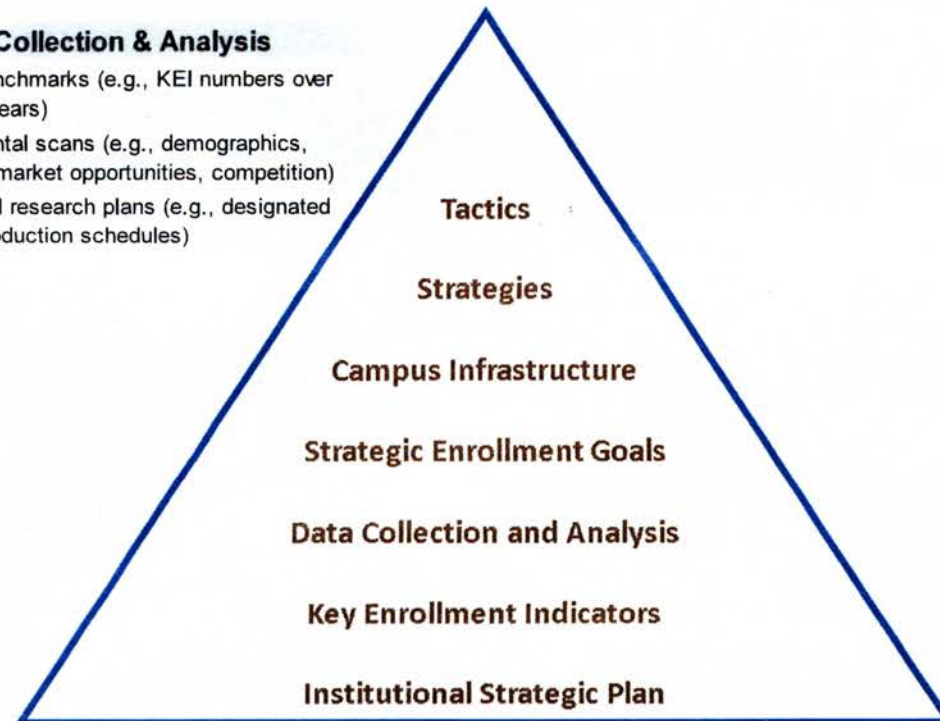 Collection & Analysis
nchmarks (e.g., KEI numbers over
ears)
ntal scans (e.g., demographics,
market opportunities, competition)
l research plans (e.g., designated
oduction schedules)
Tactics
Strategies
Campus Infrastructure
Strategic Enrollment Goals
Data Collection and Analysis
Key Enrollment Indicators
Institutional Strategic Plan